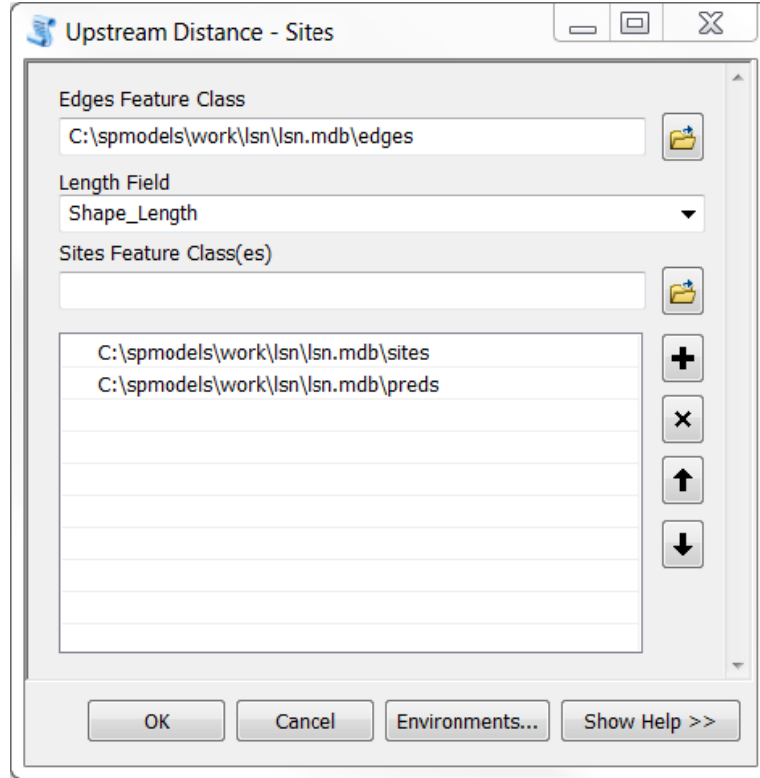 Upstream Distance - Sites
Edges Feature Class
C:\spmodels\work\lsn\lsn.mdb\edges
Length Field
Shape_Length
Sites Feature Class(es)
C:\spmodels\work\lsn\lsn.mdb\sites
C:\spmodels\work\lsn\lsn.mdb\preds
OK Cancel Environments... Show Help >>